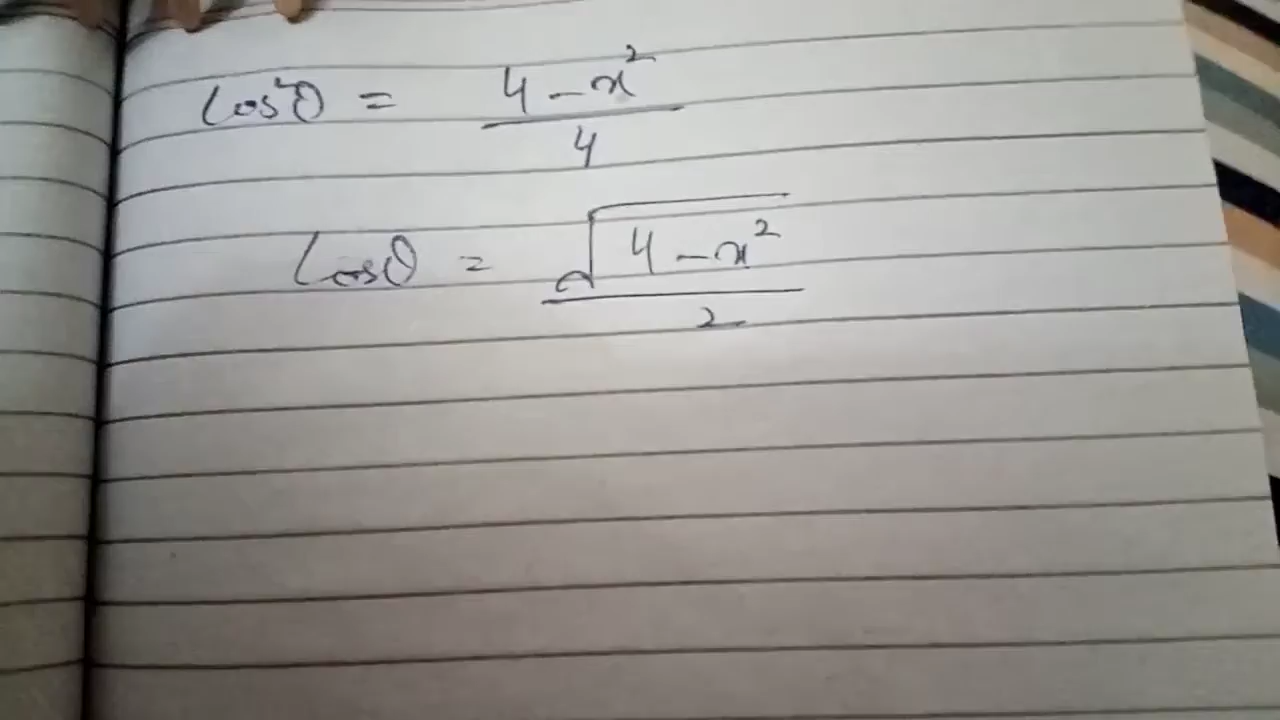 Cos²θ = (4 - x²)/4
Cosθ = √(4 - x²)/2